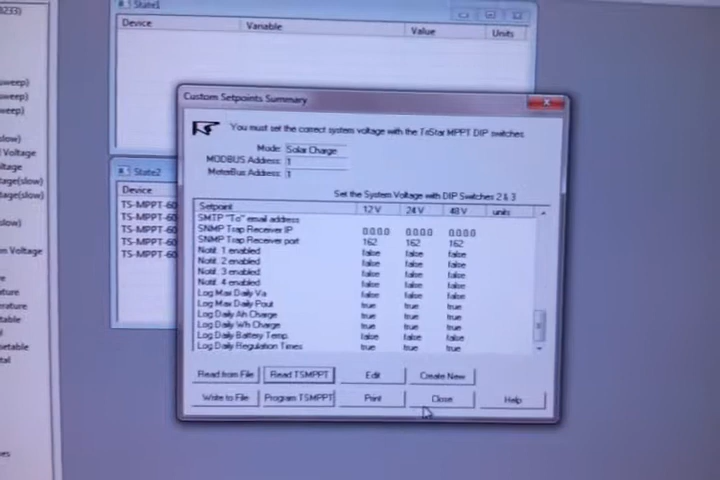 State1
Device Variable Value Units
sweep)
Voltage
State2
Device
TS-MPPT-60
TS-MPPT-60
TS-MPPT-60
TS-MPPT-60
TS-MPPT-60
Custom Setpoints Summary
You must set the correct system voltage with the TriStar MPPT DIP switches.
Mode: Solar Charge
MODBUS Address: 1
MeterBus Address: 1
Set the System Voltage with DIP Switches 2 & 3
Setpoint 12 V 24 V 48 V units
SMTP "To" email address
SNMP Trap Receiver IP 0.0.0.0 0.0.0.0 0.0.0.0
SNMP Trap Receiver port 162 162 162
Notif. 1 enabled false false false
Notif. 2 enabled false false false
Notif. 3 enabled false false false
Notif. 4 enabled false false false
Log Max Daily Va false false false
Log Max Daily Pout true true true
Log Daily Ah Charge true true true
Log Daily Wh Charge true true true
Log Daily Battery Temp. false false false
Log Daily Regulation Times true true true
Read from File Read TSMPPT Edit Create New
Write to File Program TSMPPT Print Close Help